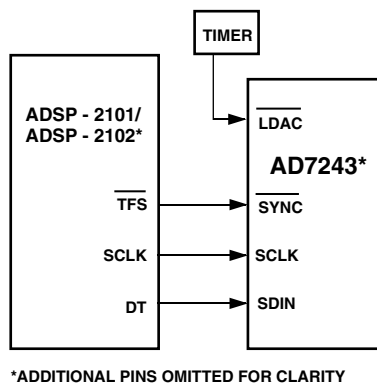 TIMER
ADSP - 2101/
ADSP - 2102*
LDAC
AD7243*
TFS
SYNC
SCLK
SCLK
DT
SDIN
*ADDITIONAL PINS OMITTED FOR CLARITY